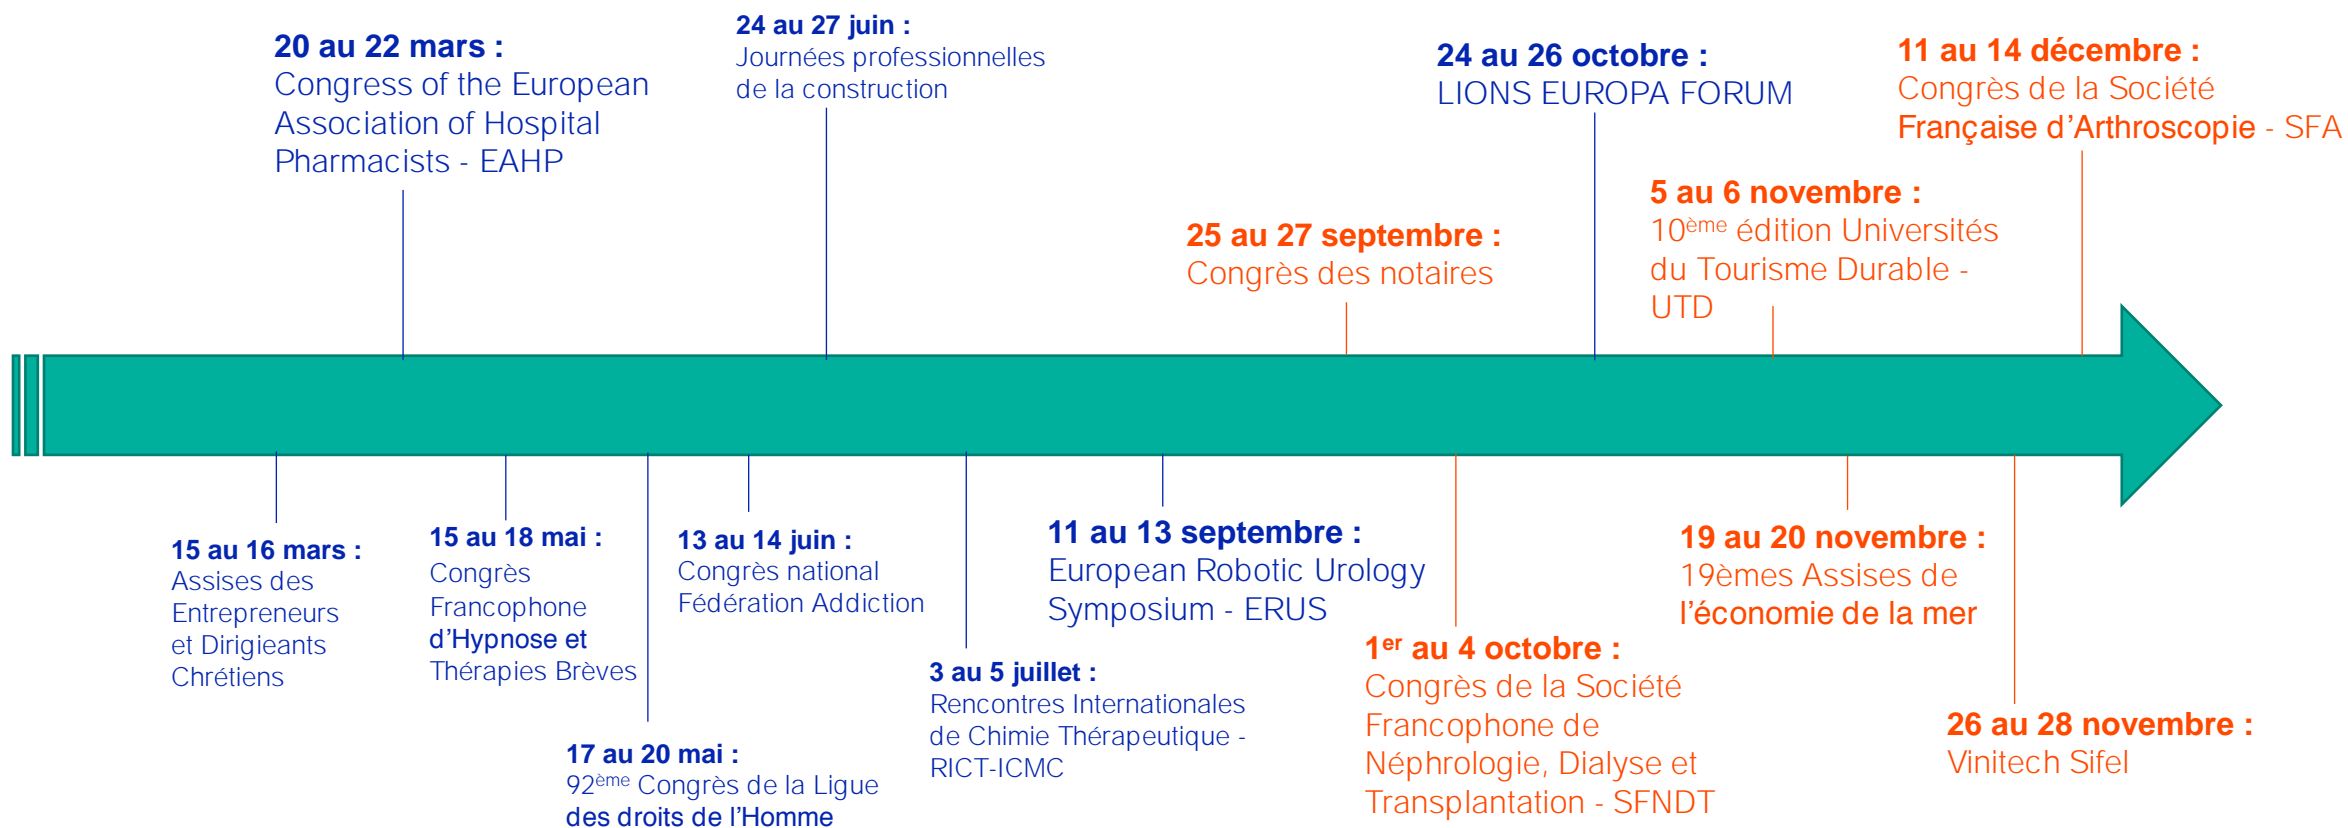 20 au 22 mars :
Congress of the European
Association of Hospital
Pharmacists - EAHP
24 au 27 juin :
Journées professionnelles
de la construction
25 au 27 septembre :
Congrès des notaires
24 au 26 octobre :
LIONS EUROPA FORUM
5 au 6 novembre :
10ème édition Universités
du Tourisme Durable -
UTD
11 au 14 décembre :
Congrès de la Société
Française d’Arthroscopie - SFA
15 au 16 mars :
Assises des
Entrepreneurs
et Dirigieants
Chrétiens
15 au 18 mai :
Congrès
Francophone
d’Hypnose et
Thérapies Brèves
17 au 20 mai :
92ème Congrès de la Ligue
des droits de l’Homme
13 au 14 juin :
Congrès national
Fédération Addiction
3 au 5 juillet :
Rencontres Internationales
de Chimie Thérapeutique -
RICT-ICMC
11 au 13 septembre :
European Robotic Urology
Symposium - ERUS
1er au 4 octobre :
Congrès de la Société
Francophone de
Néphrologie, Dialyse et
Transplantation - SFNDT
19 au 20 novembre :
19èmes Assises de
l’économie de la mer
26 au 28 novembre :
Vinitech Sifel